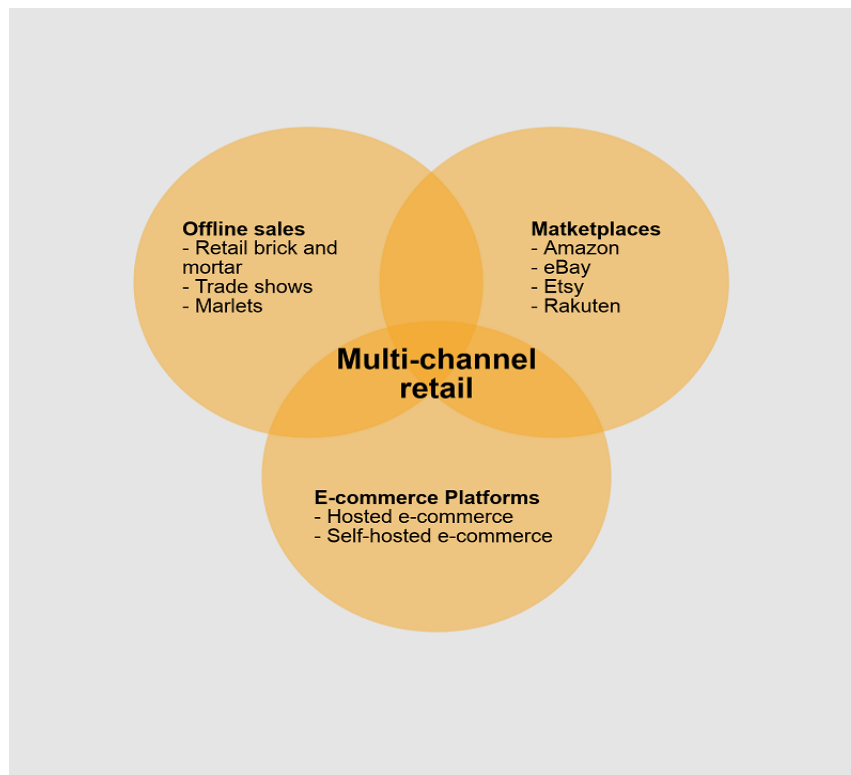 Offline sales
- Retail brick and
mortar
- Trade shows
- Marlets
Matketplaces
- Amazon
- eBay
- Etsy
- Rakuten
Multi-channel
retail
E-commerce Platforms
- Hosted e-commerce
- Self-hosted e-commerce